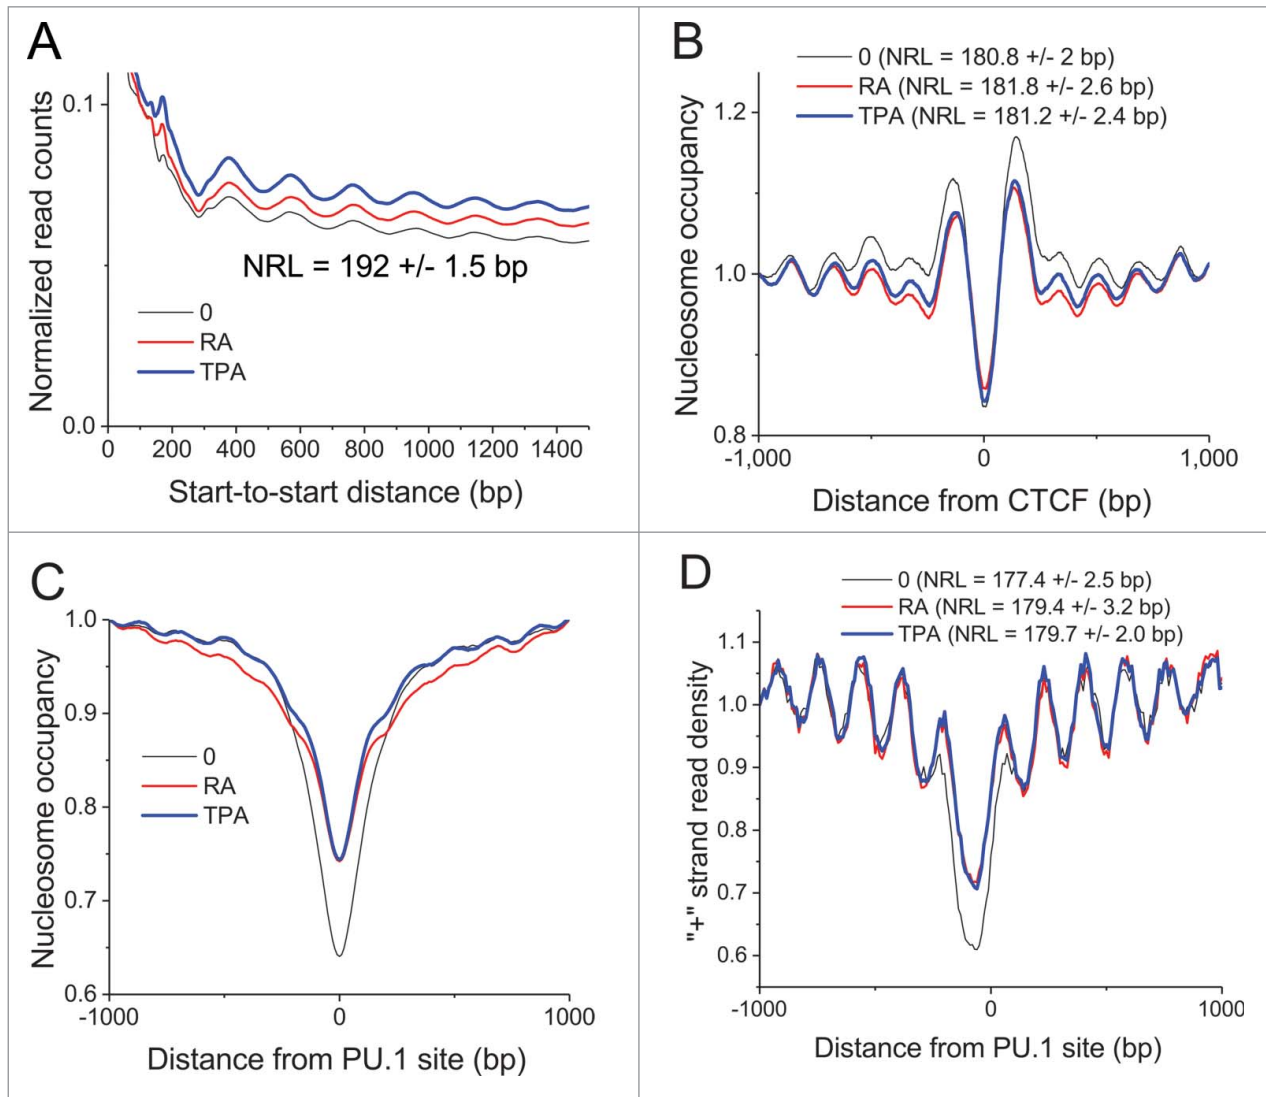 A
Normalized read counts
0.1
0.0
NRL = 192 +/- 1.5 bp
0
RA
TPA
0 200 400 600 800 1000 1200 1400
Start-to-start distance (bp)
B
0 (NRL = 180.8 +/- 2 bp)
RA (NRL = 181.8 +/- 2.6 bp)
TPA (NRL = 181.2 +/- 2.4 bp)
Nucleosome occupancy
1.2
1.0
0.8
-1,000 0 1,000
Distance from CTCF (bp)
C
Nucleosome occupancy
1.0
0.9
0.8
0.7
0.6
0
RA
TPA
-1000 0 1000
Distance from PU.1 site (bp)
D
0 (NRL = 177.4 +/- 2.5 bp)
RA (NRL = 179.4 +/- 3.2 bp)
TPA (NRL = 179.7 +/- 2.0 bp)
"+" strand read density
1.1
1.0
0.9
0.8
0.7
0.6
-1000 0 1000
Distance from PU.1 site (bp)